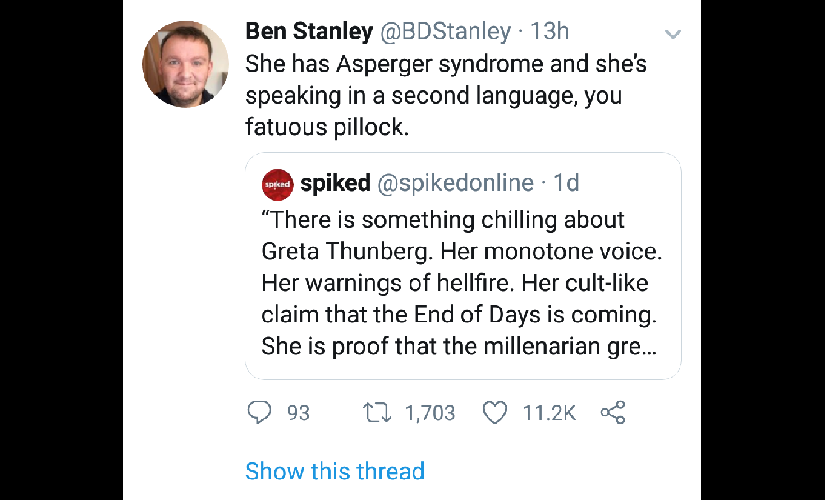 Ben Stanley @BDStanley · 13h
She has Asperger syndrome and she's
speaking in a second language, you
fatuous pillock.
spiked
spiked @spikedonline · 1d
“There is something chilling about
Greta Thunberg. Her monotone voice.
Her warnings of hellfire. Her cult-like
claim that the End of Days is coming.
She is proof that the millenarian gre...
93 1,703 11.2K
Show this thread